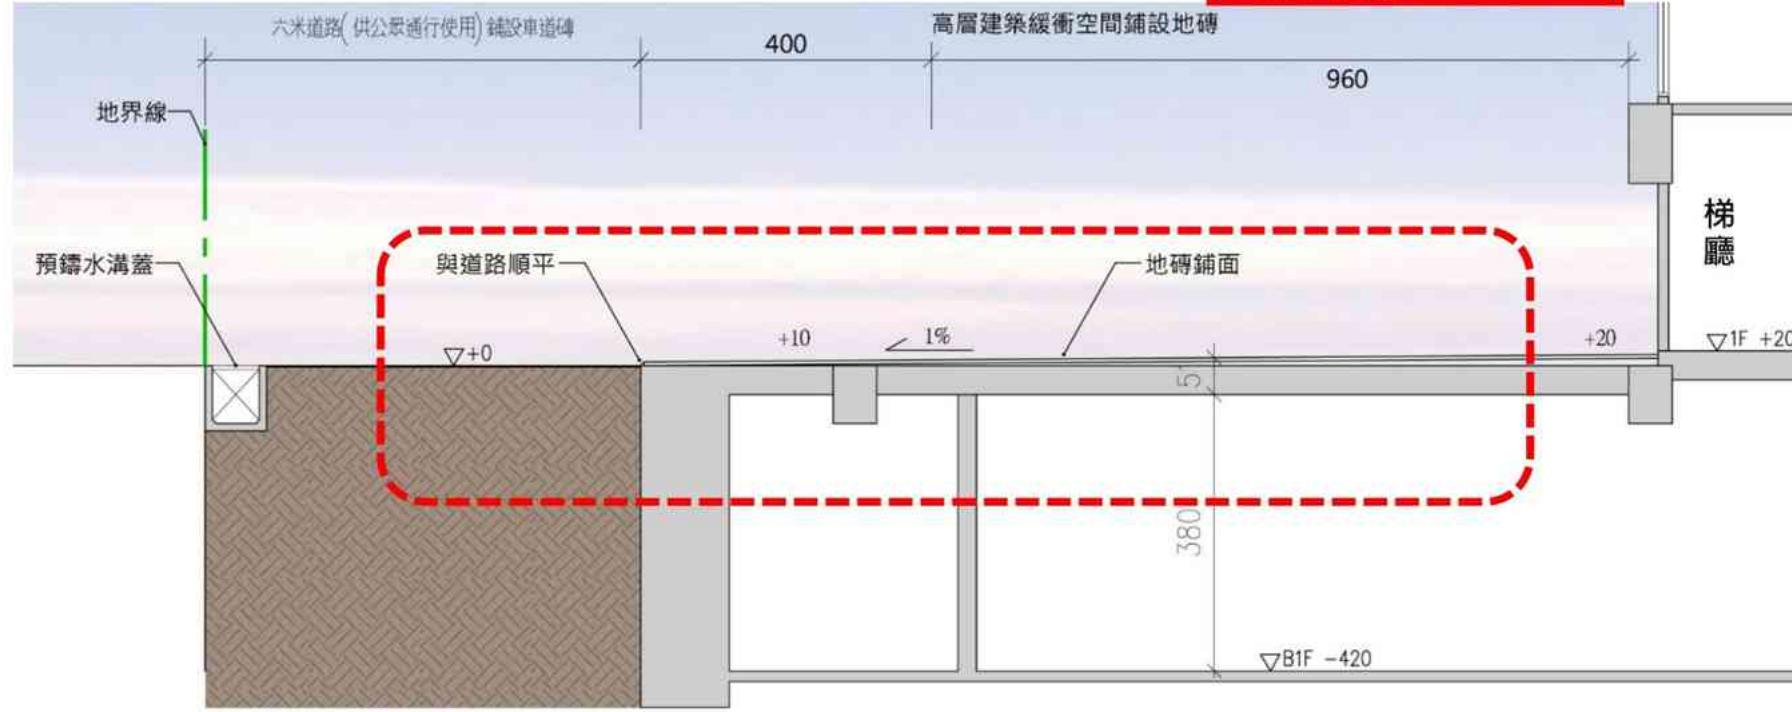 六米道路(供公眾通行使用)鋪設車道磚
400
高層建築緩衝空間鋪設地磚
960
地界線
預鑄水溝蓋
與道路順平
地磚鋪面
梯廳
+0
+10
1%
+20
1F +20
5
380
B1F -420